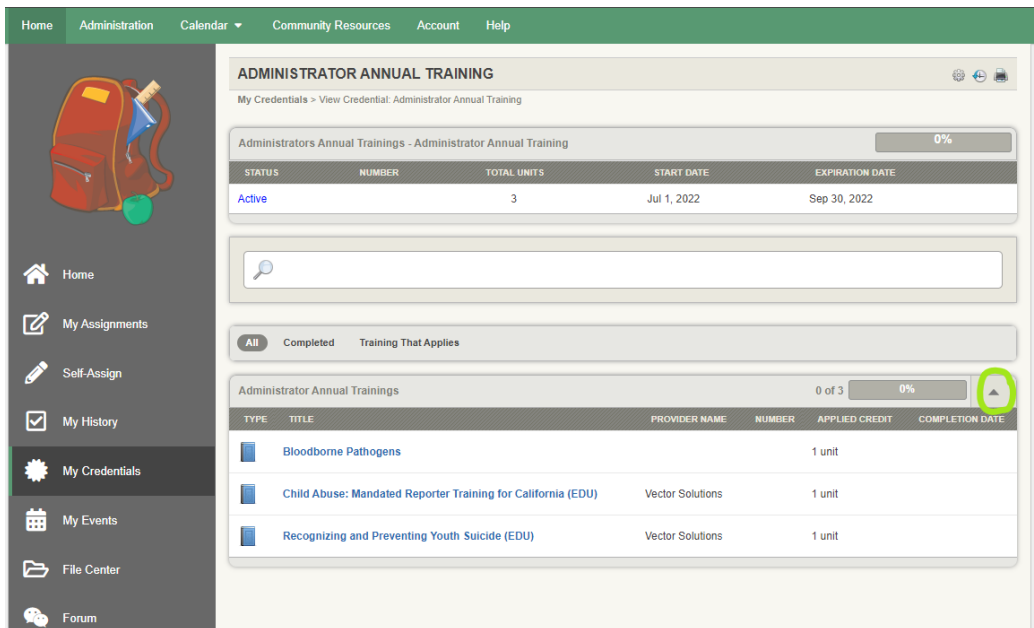 Home Administration Calendar Community Resources Account Help
ADMINISTRATOR ANNUAL TRAINING
My Credentials > View Credential: Administrator Annual Training
Administrators Annual Trainings - Administrator Annual Training 0%
STATUS NUMBER TOTAL UNITS START DATE EXPIRATION DATE
Active 3 Jul 1, 2022 Sep 30, 2022
Home
My Assignments
Self-Assign
My History
My Credentials
My Events
File Center
Forum
All Completed Training That Applies
Administrator Annual Trainings 0 of 3 0%
TYPE TITLE PROVIDER NAME NUMBER APPLIED CREDIT COMPLETION DATE
Bloodborne Pathogens 1 unit
Child Abuse: Mandated Reporter Training for California (EDU) Vector Solutions 1 unit
Recognizing and Preventing Youth Suicide (EDU) Vector Solutions 1 unit